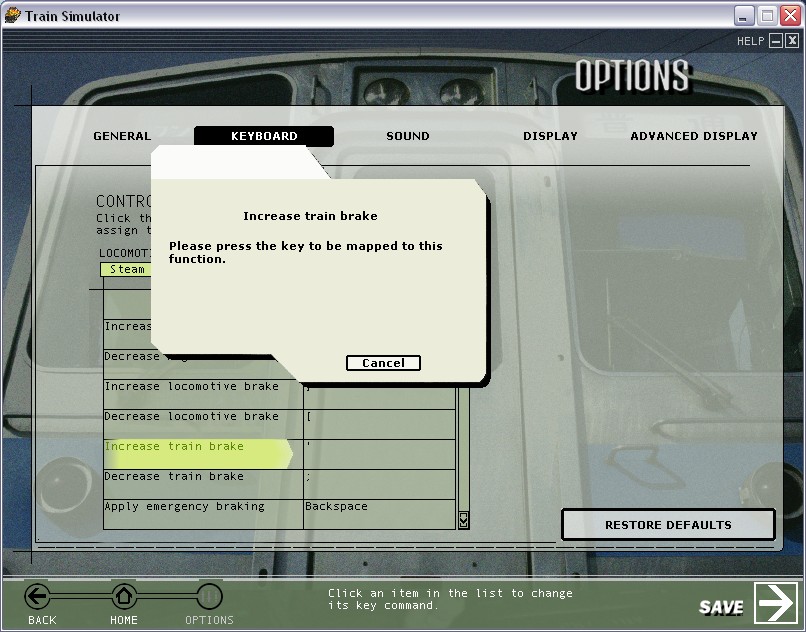 Train Simulator
HELP
OPTIONS
GENERAL
KEYBOARD
SOUND
DISPLAY
ADVANCED DISPLAY
CONTRO
Click th
assign t
LOCOMOTI
Steam
Increase train brake
Please press the key to be mapped to this
function.
Cancel
Increas
Decrease
Increase locomotive brake ]
Decrease locomotive brake [
Increase train brake '
Decrease train brake ;
Apply emergency braking Backspace
RESTORE DEFAULTS
BACK
HOME
OPTIONS
Click an item in the list to change
its key command.
SAVE